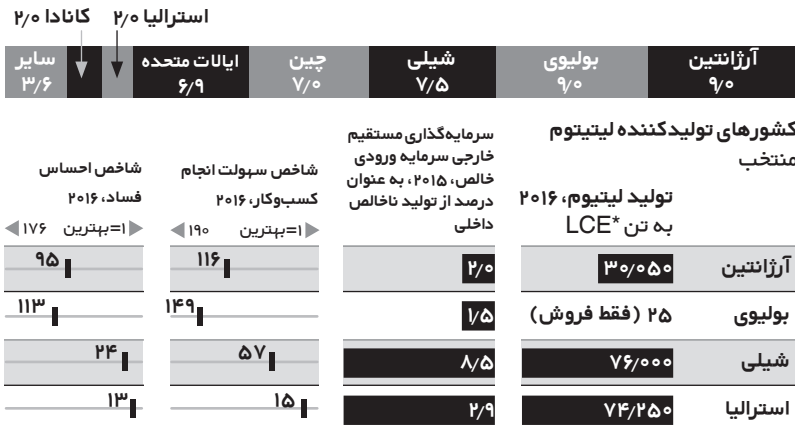 استرالیا ۲/۰ کانادا ۲/۰
آرژانتین بولیوی شیلی چین ایالات متحده سایر
۹/۰ ۹/۰ ۷/۵ ۷/۰ ۶/۹ ۳/۶
کشورهای تولیدکننده لیتیتوم
منتخب
تولید لیتیوم، ۲۰۱۶
به تن *LCE
سرمایه‌گذاری مستقیم
خارجی سرمایه ورودی
خالص، ۲۰۱۵، به عنوان
درصد از تولید ناخالص
داخلی
شاخص سهولت انجام
کسب‌وکار، ۲۰۱۶
۱=بهترین ۱۹۰
شاخص احساس
فساد، ۲۰۱۶
۱=بهترین ۱۷۶
آرژانتین ۳۰/۰۵۰ ۲/۰ ۱۱۶ ۹۵
بولیوی ۲۵ (فقط فروش) ۱/۵ ۱۴۹ ۱۱۳
شیلی ۷۶/۰۰۰ ۸/۵ ۵۷ ۲۴
استرالیا ۷۴/۲۵۰ ۲/۹ ۱۵ ۱۳